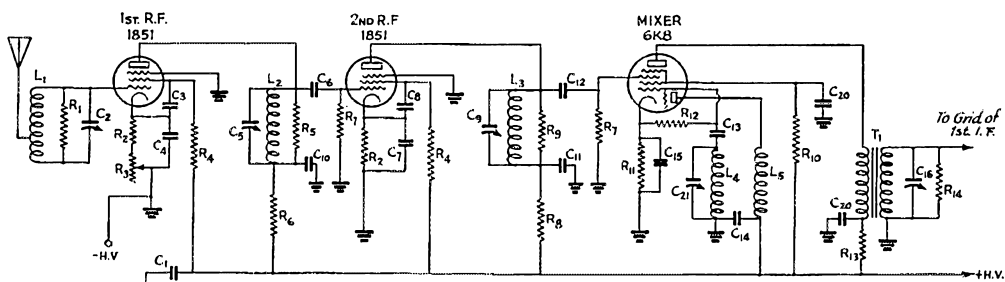 1ST. R.F.
1851
2ND R.F
1851
MIXER
6K8
L1
R1
C2
C3
C4
R2
R3
R4
-H.V
C1
L2
C5
C6
R5
C10
R6
R7
C8
C7
R2
R4
L3
C9
C12
R9
C11
R8
R7
R12
C13
R11
C15
C21
L4
L5
C14
R10
C20
T1
C20
R13
C16
R14
To Grid of
1st. I.F.
+H.V.